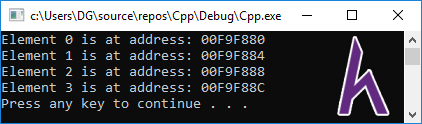 c:\Users\DG\source\repos\Cpp\Debug\Cpp.exe
Element 0 is at address: 00F9F880
Element 1 is at address: 00F9F884
Element 2 is at address: 00F9F888
Element 3 is at address: 00F9F88C
Press any key to continue . . .